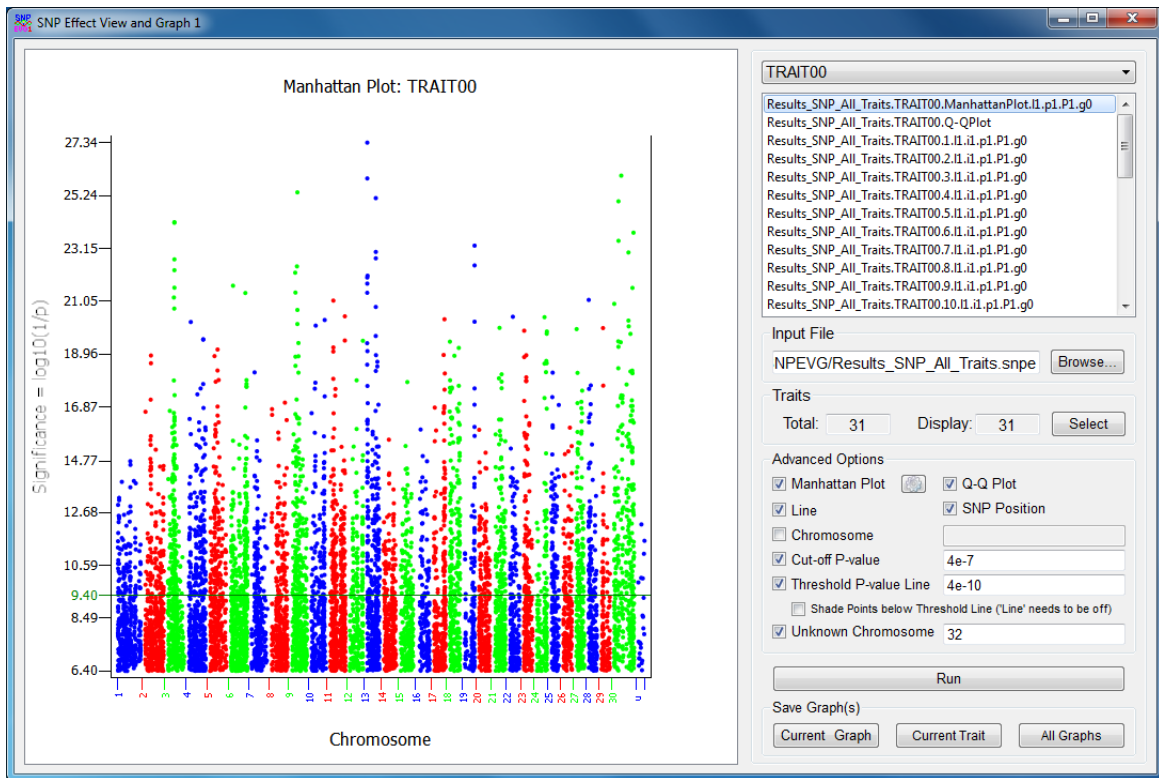 SNP EVG1 SNP Effect View and Graph 1
Manhattan Plot: TRAIT00
Significance = log10(1/p)
27.34
25.24
23.15
21.05
18.96
16.87
14.77
12.68
10.59
9.40
8.49
6.40
1 2 3 4 5 6 7 8 9 10 11 12 13 14 15 16 17 18 19 20 21 22 23 24 25 26 27 28 29 30 u
Chromosome
TRAIT00
Results_SNP_All_Traits.TRAIT00.ManhattanPlot.l1.p1.P1.g0
Results_SNP_All_Traits.TRAIT00.Q-QPlot
Results_SNP_All_Traits.TRAIT00.1.l1.i1.p1.P1.g0
Results_SNP_All_Traits.TRAIT00.2.l1.i1.p1.P1.g0
Results_SNP_All_Traits.TRAIT00.3.l1.i1.p1.P1.g0
Results_SNP_All_Traits.TRAIT00.4.l1.i1.p1.P1.g0
Results_SNP_All_Traits.TRAIT00.5.l1.i1.p1.P1.g0
Results_SNP_All_Traits.TRAIT00.6.l1.i1.p1.P1.g0
Results_SNP_All_Traits.TRAIT00.7.l1.i1.p1.P1.g0
Results_SNP_All_Traits.TRAIT00.8.l1.i1.p1.P1.g0
Results_SNP_All_Traits.TRAIT00.9.l1.i1.p1.P1.g0
Results_SNP_All_Traits.TRAIT00.10.l1.i1.p1.P1.g0
Input File
NPEVG/Results_SNP_All_Traits.snpe Browse...
Traits
Total: 31 Display: 31 Select
Advanced Options
Manhattan Plot Q-Q Plot
Line SNP Position
Chromosome
Cut-off P-value 4e-7
Threshold P-value Line 4e-10
Shade Points below Threshold Line ('Line' needs to be off)
Unknown Chromosome 32
Run
Save Graph(s)
Current Graph Current Trait All Graphs